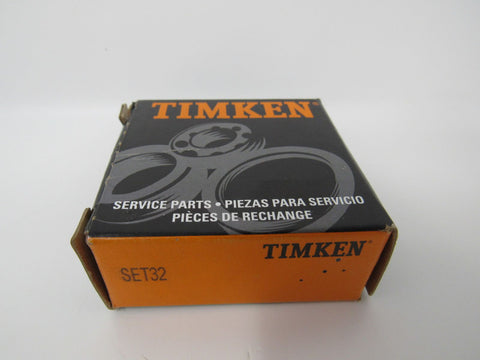 TIMKEN®
SERVICE PARTS • PIEZAS PARA SERVICIO
PIÈCES DE RECHANGE
TIMKEN®
SET32